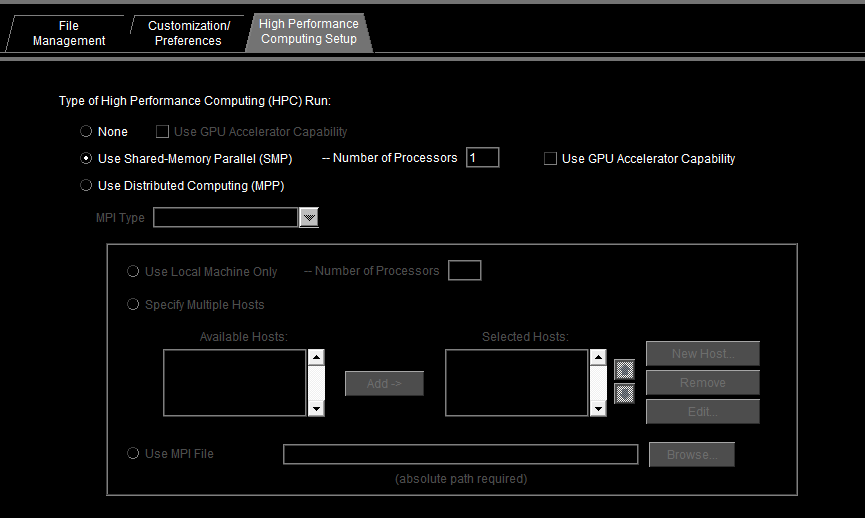 File
Management
Customization/
Preferences
High Performance
Computing Setup
Type of High Performance Computing (HPC) Run:
None Use GPU Accelerator Capability
Use Shared-Memory Parallel (SMP) -- Number of Processors 1 Use GPU Accelerator Capability
Use Distributed Computing (MPP)
MPI Type
Use Local Machine Only -- Number of Processors
Specify Multiple Hosts
Available Hosts: Selected Hosts:
New Host...
Add -> Remove
Edit...
Use MPI File Browse...
(absolute path required)